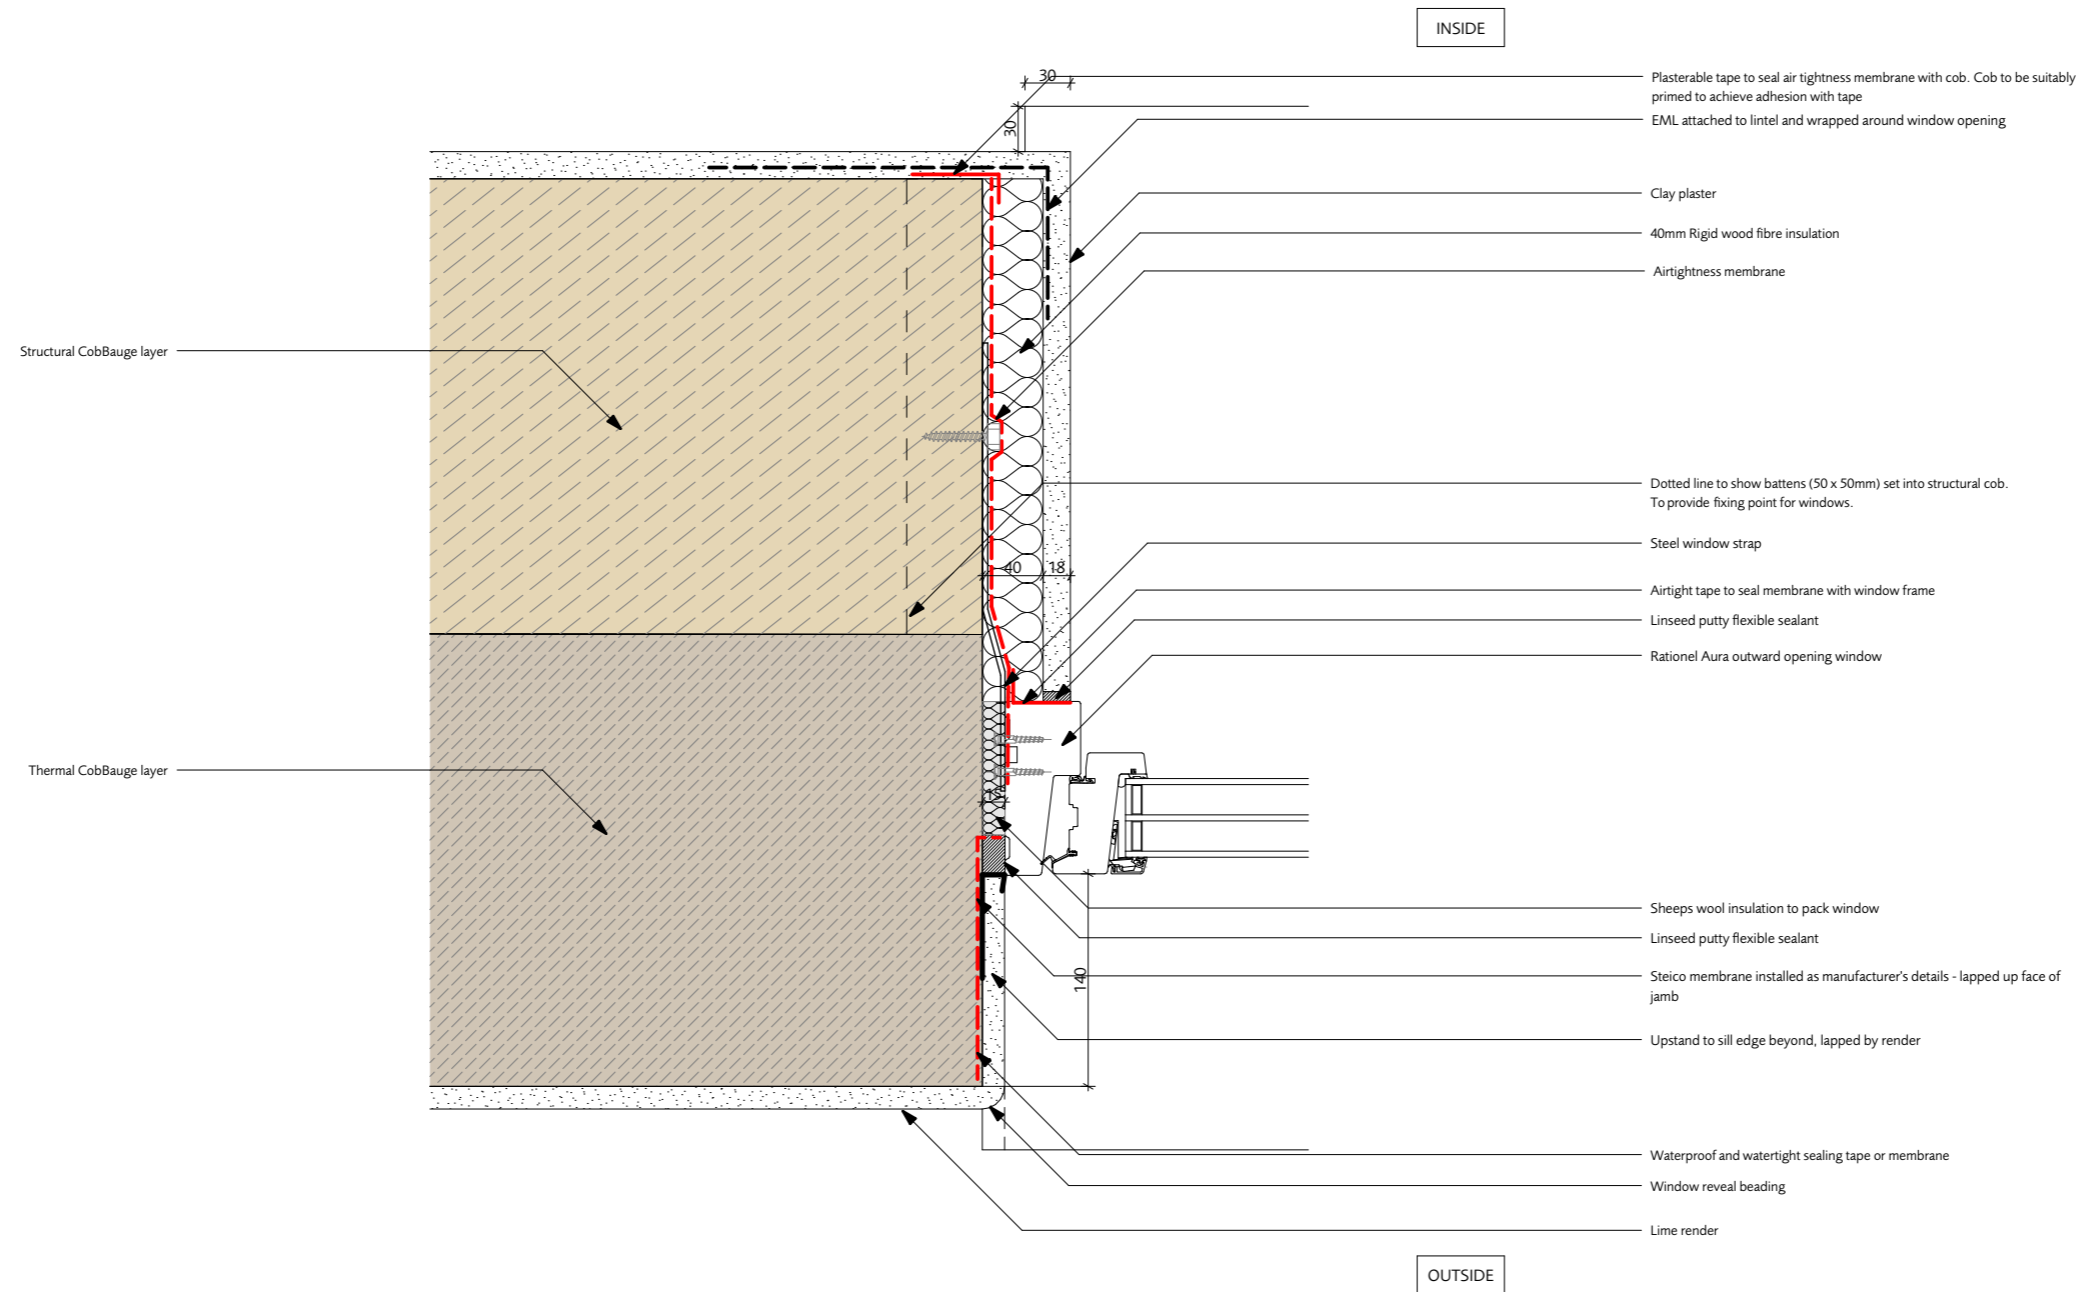 INSIDE
30
Plasterable tape to seal air tightness membrane with cob. Cob to be suitably
primed to achieve adhesion with tape
30
EML attached to lintel and wrapped around window opening
Clay plaster
40mm Rigid wood fibre insulation
Airtightness membrane
Structural CobBauge layer
Dotted line to show battens (50 x 50mm) set into structural cob.
To provide fixing point for windows.
Steel window strap
40 18
Airtight tape to seal membrane with window frame
Linseed putty flexible sealant
Rationel Aura outward opening window
Thermal CobBauge layer
15
Sheeps wool insulation to pack window
Linseed putty flexible sealant
140
Steico membrane installed as manufacturer's details - lapped up face of
jamb
Upstand to sill edge beyond, lapped by render
Waterproof and watertight sealing tape or membrane
Window reveal beading
Lime render
OUTSIDE